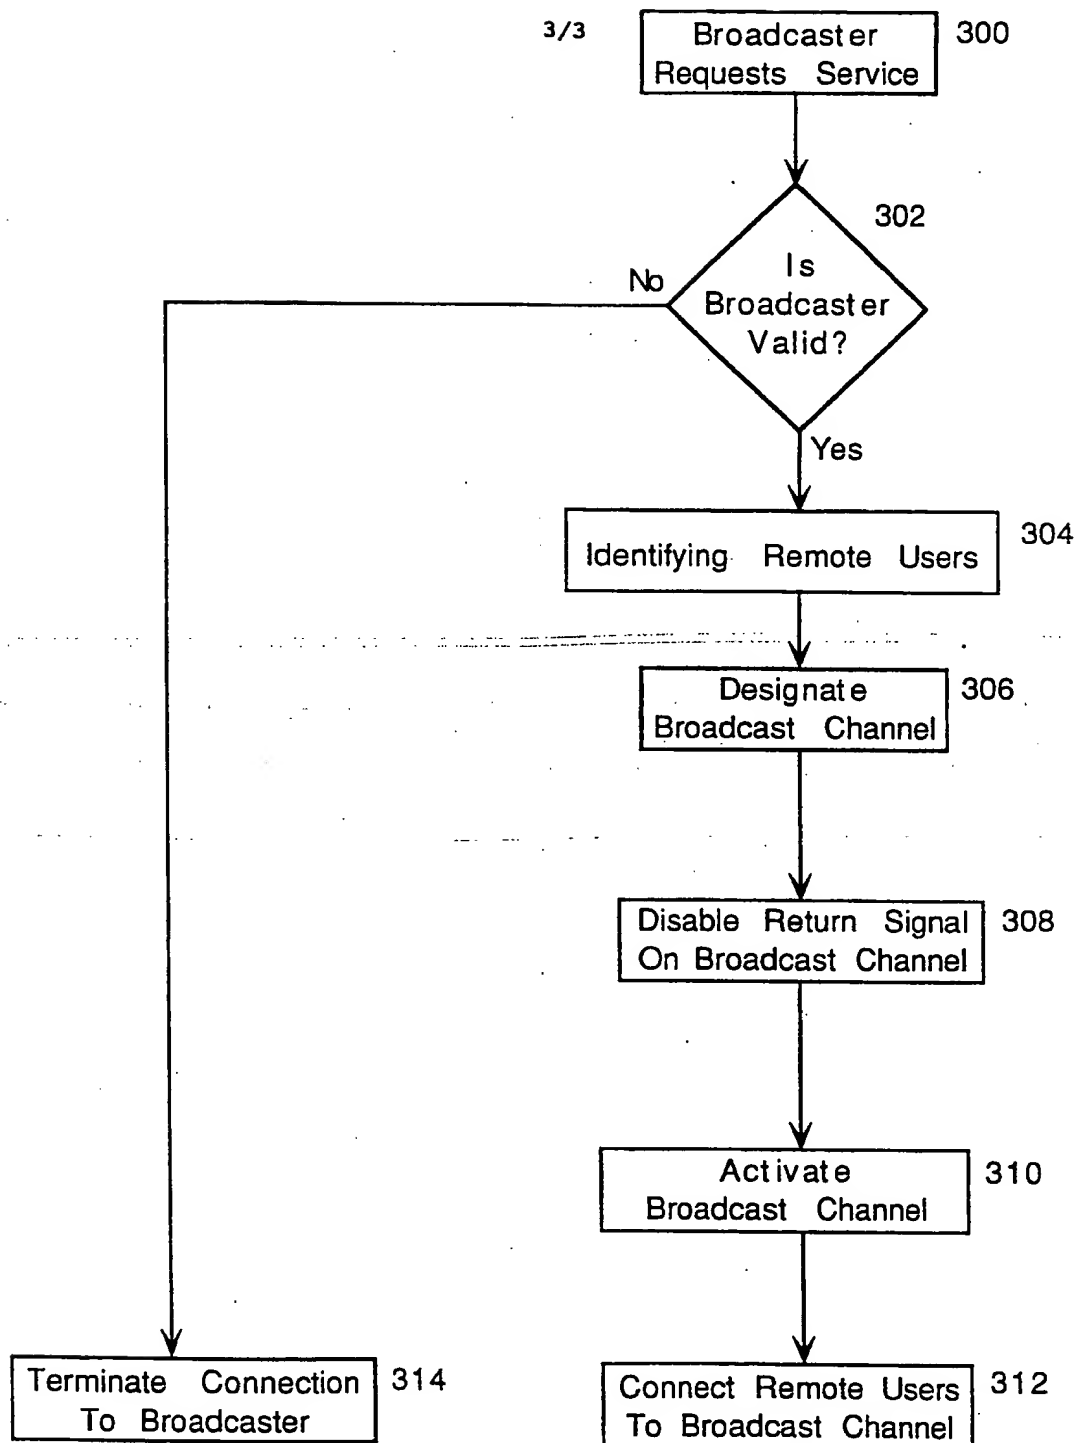 3/3
Broadcaster
Requests Service
300
302
Is
Broadcaster
Valid?
No
Yes
Identifying Remote Users
304
Designate
Broadcast Channel
306
Disable Return Signal
On Broadcast Channel
308
Activate
Broadcast Channel
310
Terminate Connection
To Broadcaster
314
Connect Remote Users
To Broadcast Channel
312